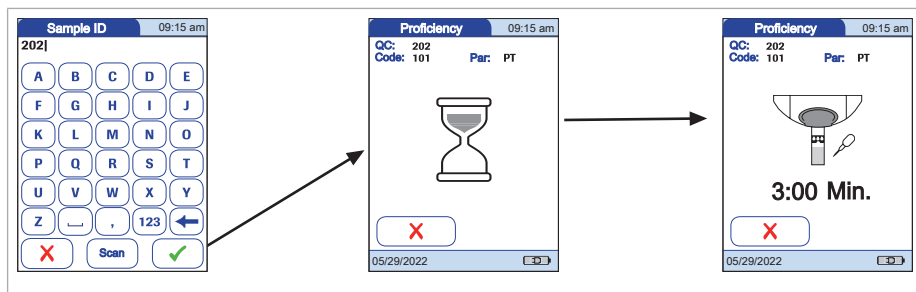 Sample ID 09:15 am
202
A B C D E
F G H I J
K L M N O
P Q R S T
U V W X Y
Z , 123
Scan
Proficiency 09:15 am
QC: 202
Code: 101 Par: PT
05/29/2022
Proficiency 09:15 am
QC: 202
Code: 101 Par: PT
3:00 Min.
05/29/2022